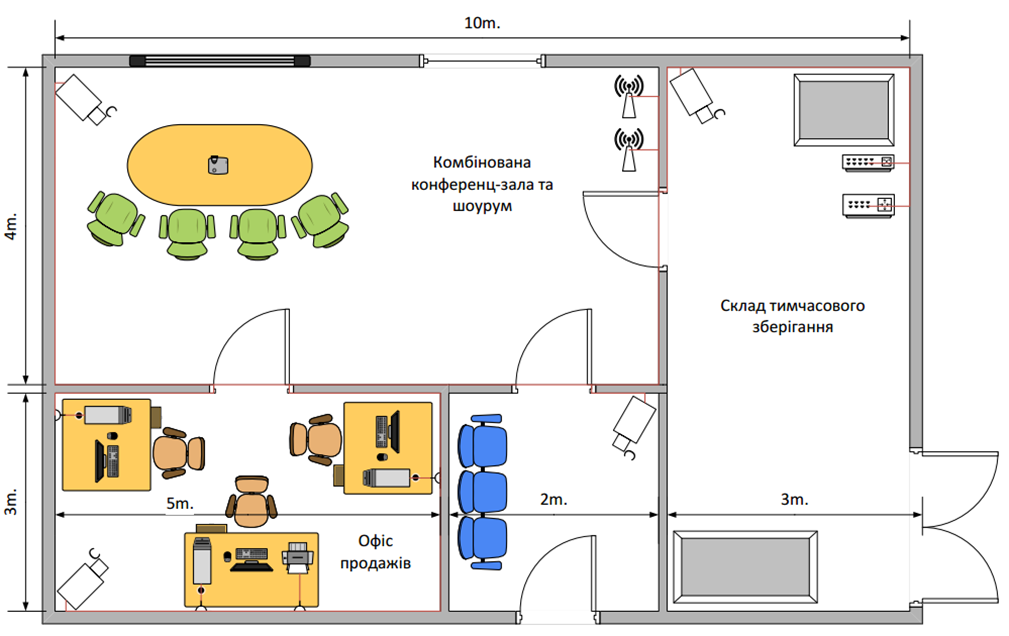 10m.
Комбінована
конференц-зала та
шоурум
4m.
Склад тимчасового
зберігання
3m.
5m.
2m.
3m.
Офіс
продажів